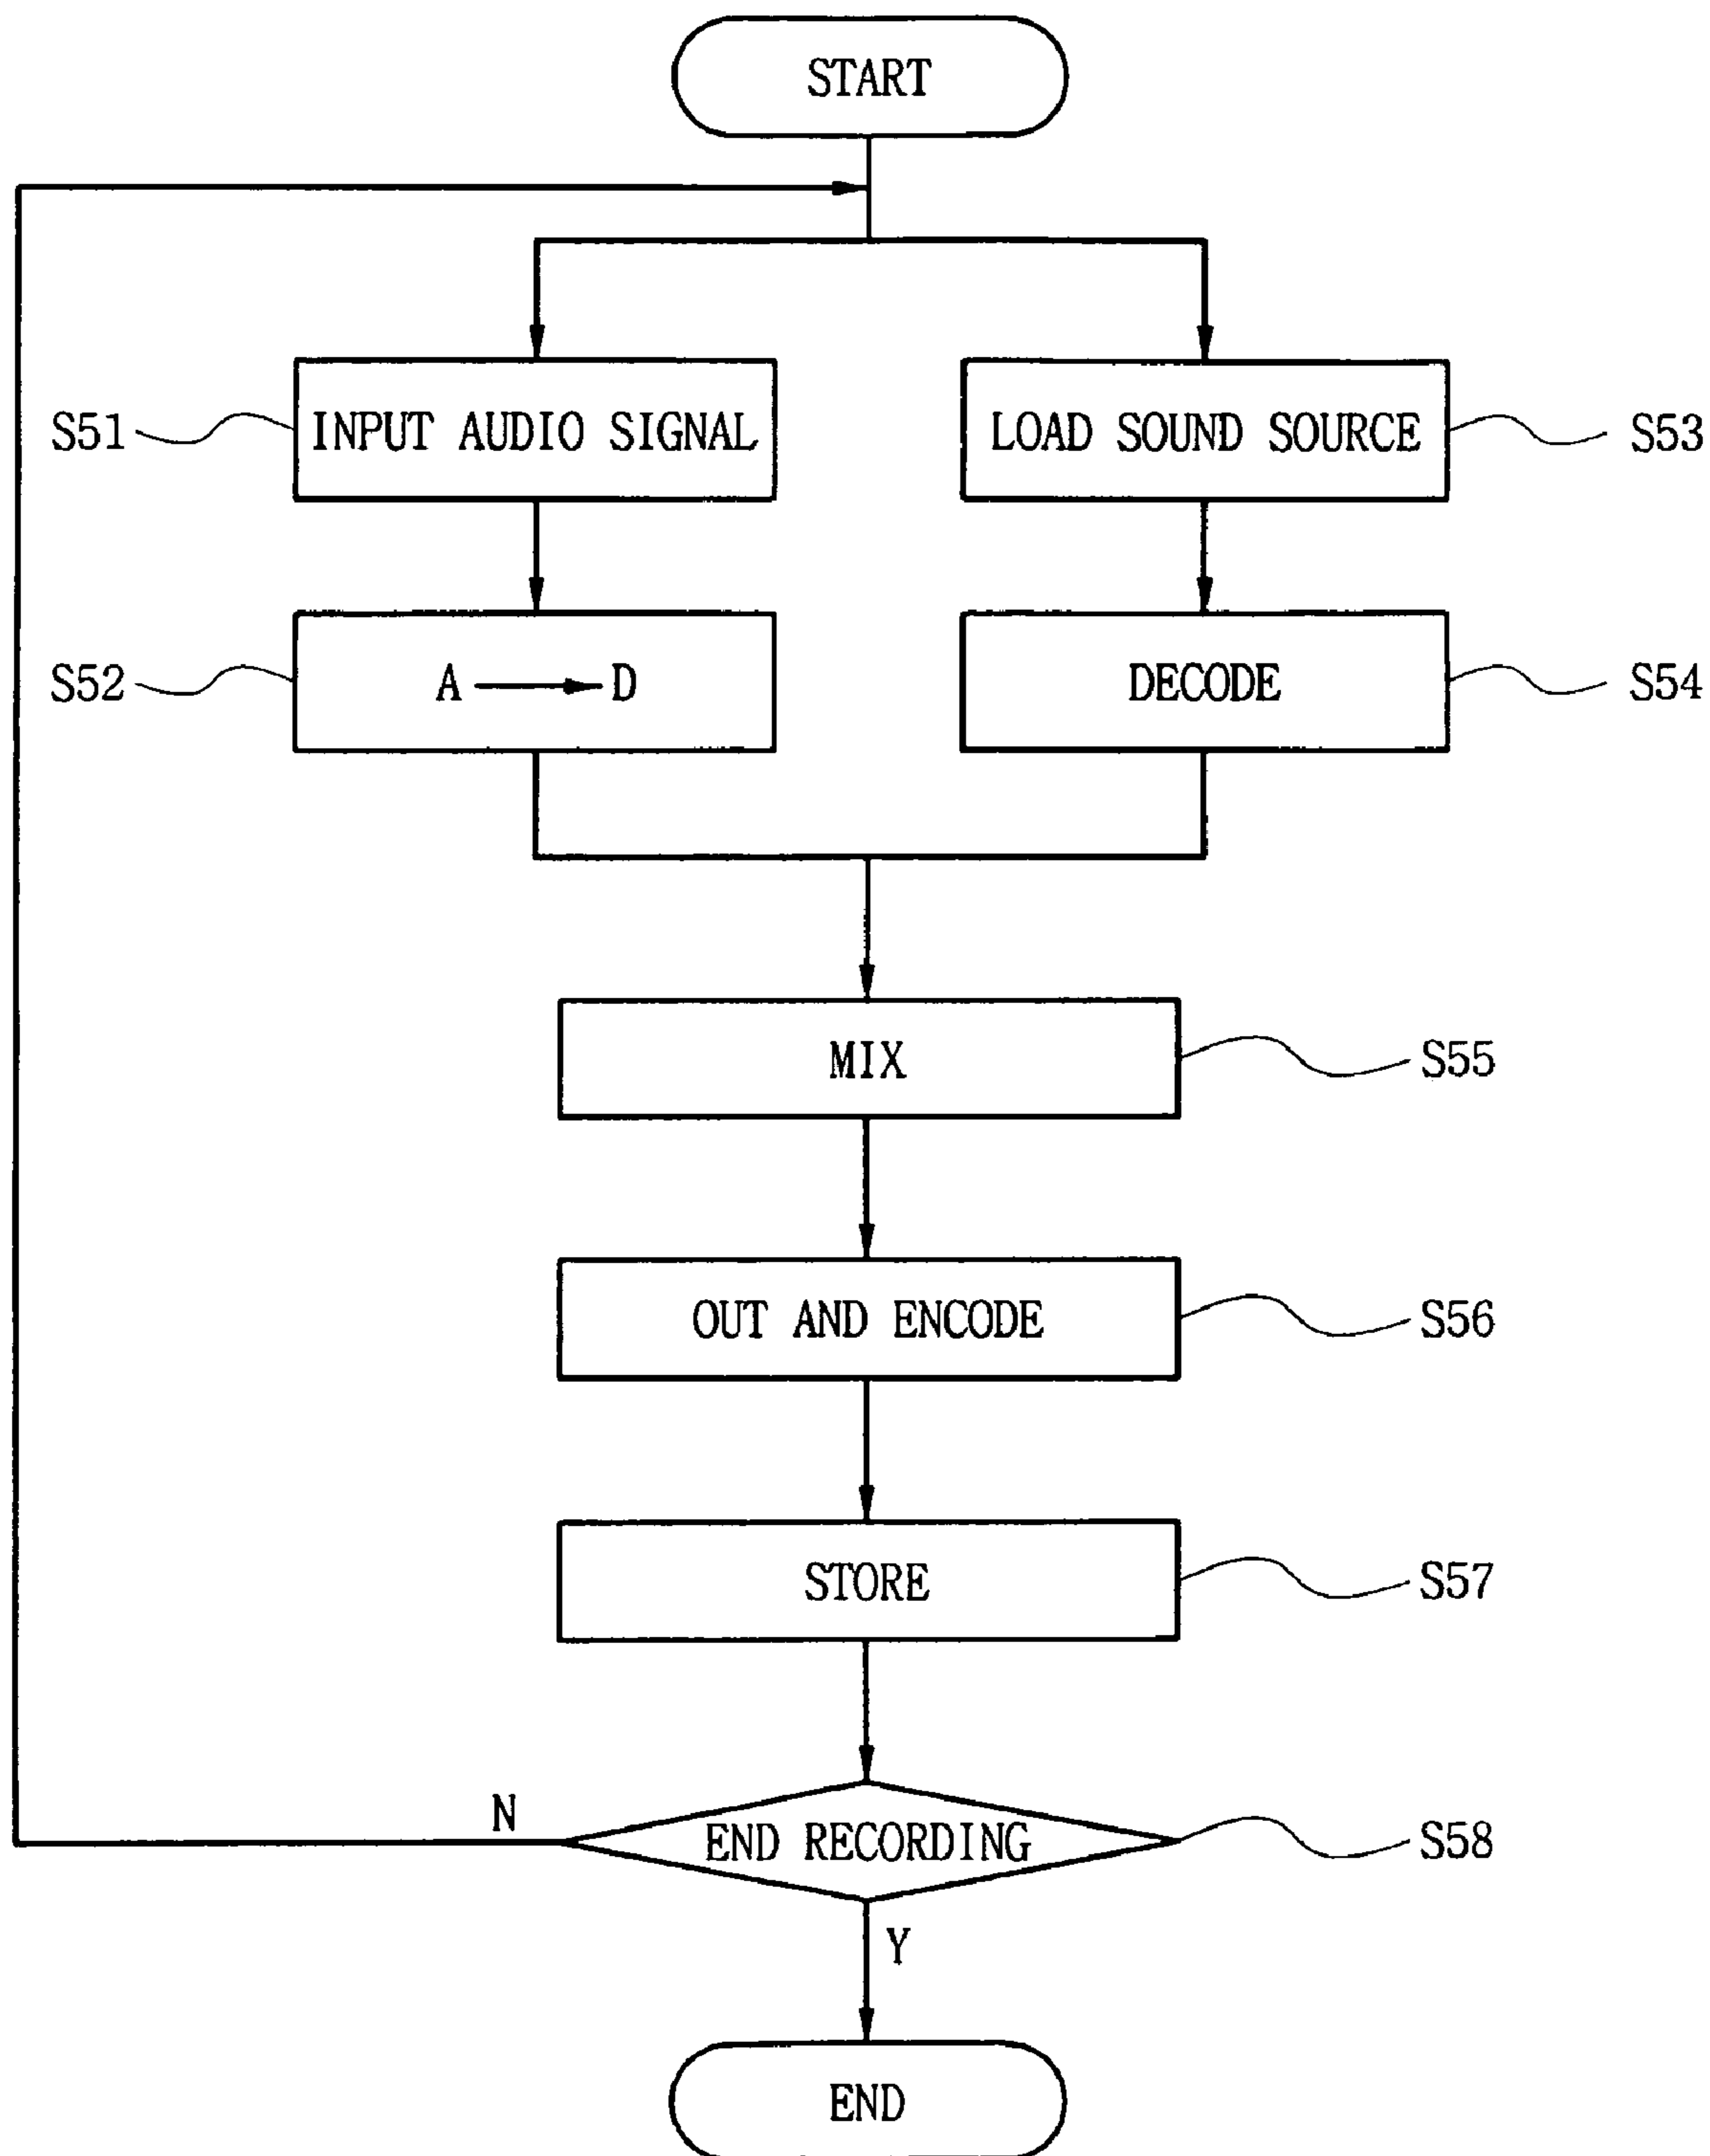 START
S51 INPUT AUDIO SIGNAL
LOAD SOUND SOURCE S53
S52 A → D
DECODE S54
MIX S55
OUT AND ENCODE S56
STORE S57
N
END RECORDING S58
Y
END